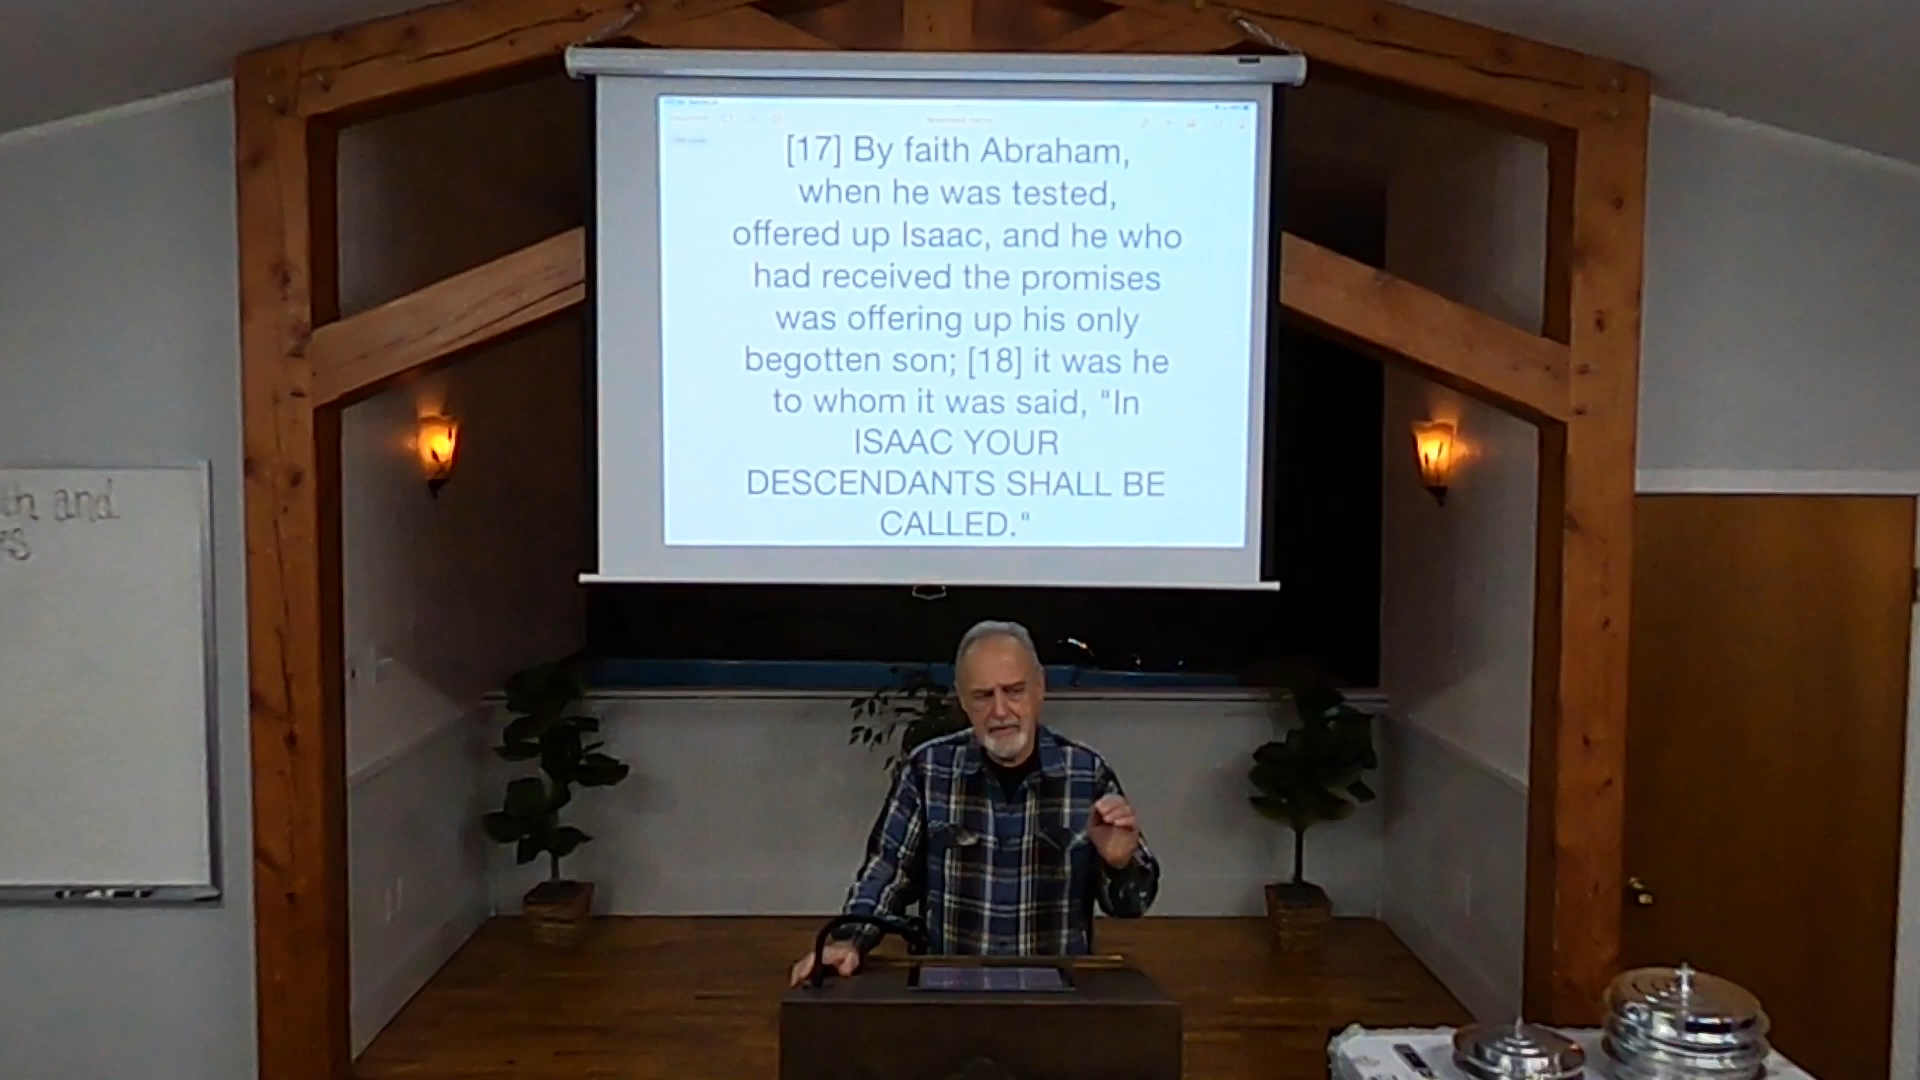 [17] By faith Abraham,
when he was tested,
offered up Isaac, and he who
had received the promises
was offering up his only
begotten son; [18] it was he
to whom it was said, "In
ISAAC YOUR
DESCENDANTS SHALL BE
CALLED."
and